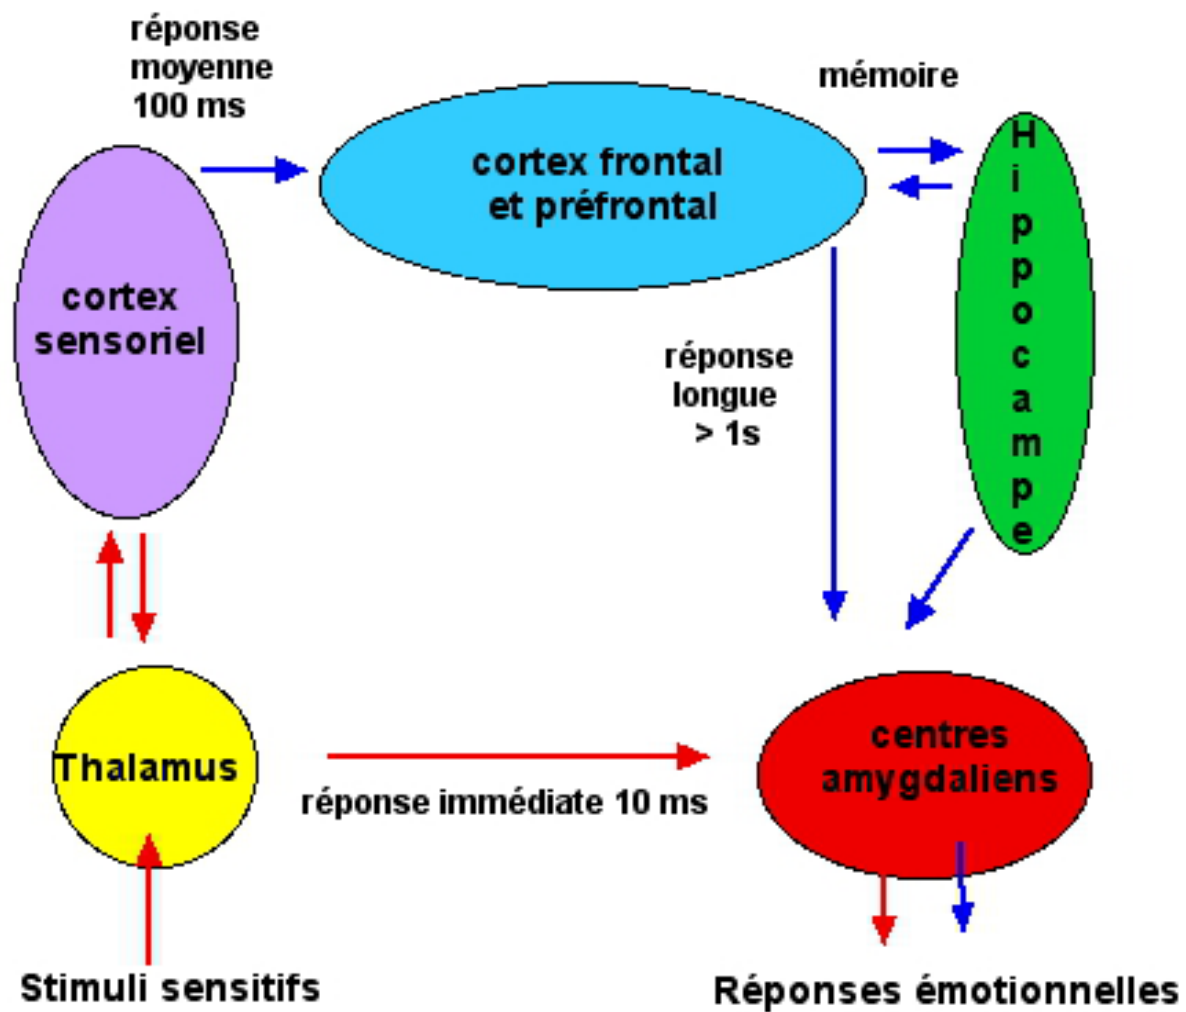 réponse
moyenne
100 ms
mémoire
cortex frontal
et préfrontal
Hippocampe
cortex
sensoriel
réponse
longue
> 1s
Thalamus
réponse immédiate 10 ms
centres
amygdaliens
Stimuli sensitifs
Réponses émotionnelles